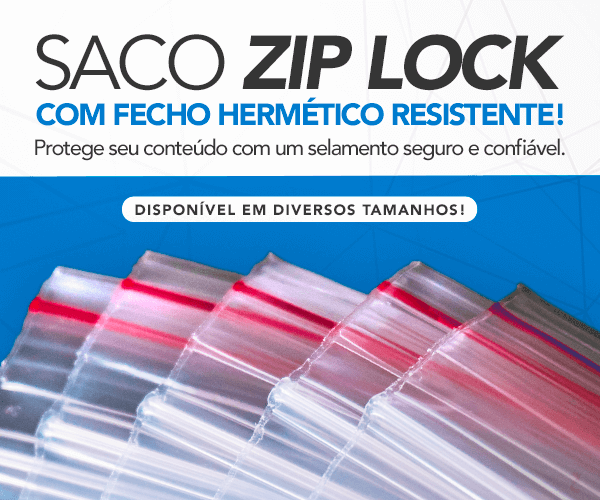 SACO ZIP LOCK
COM FECHO HERMÉTICO RESISTENTE!
Protege seu conteúdo com um selamento seguro e confiável.
DISPONÍVEL EM DIVERSOS TAMANHOS!